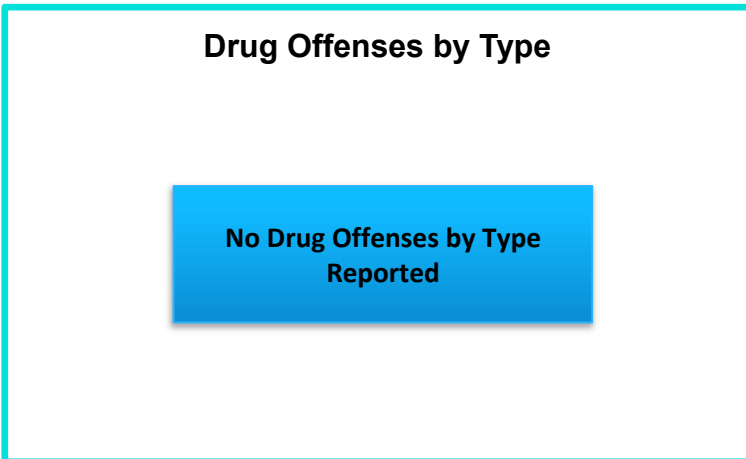 Drug Offenses by Type
No Drug Offenses by Type
Reported